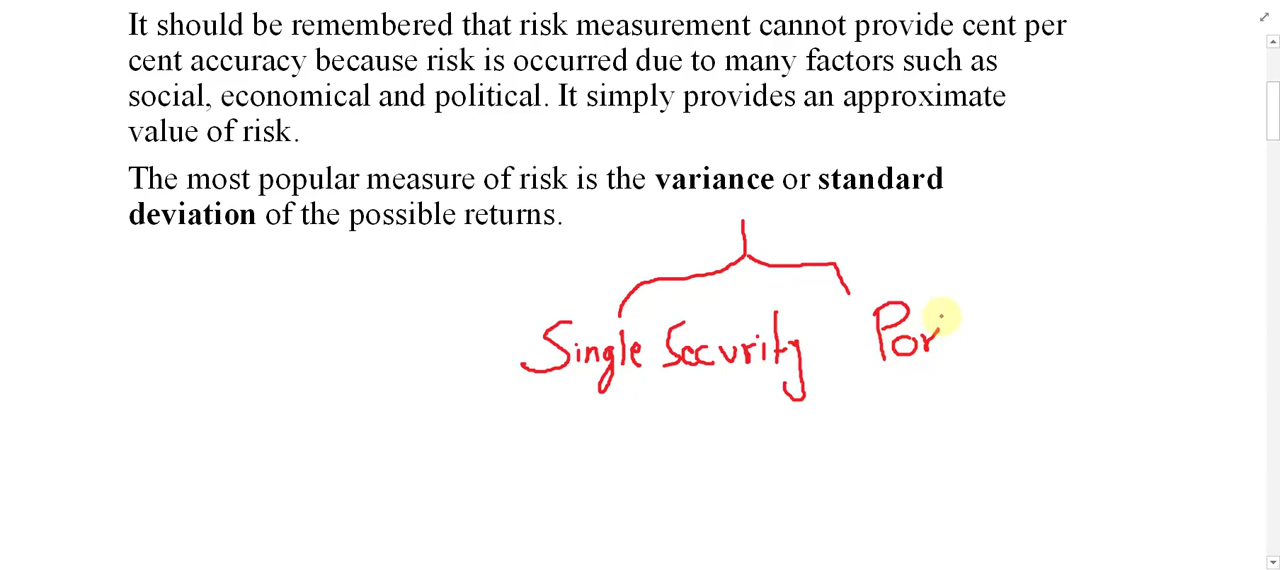 It should be remembered that risk measurement cannot provide cent per
cent accuracy because risk is occurred due to many factors such as
social, economical and political. It simply provides an approximate
value of risk.
The most popular measure of risk is the variance or standard
deviation of the possible returns.
Single Security Por